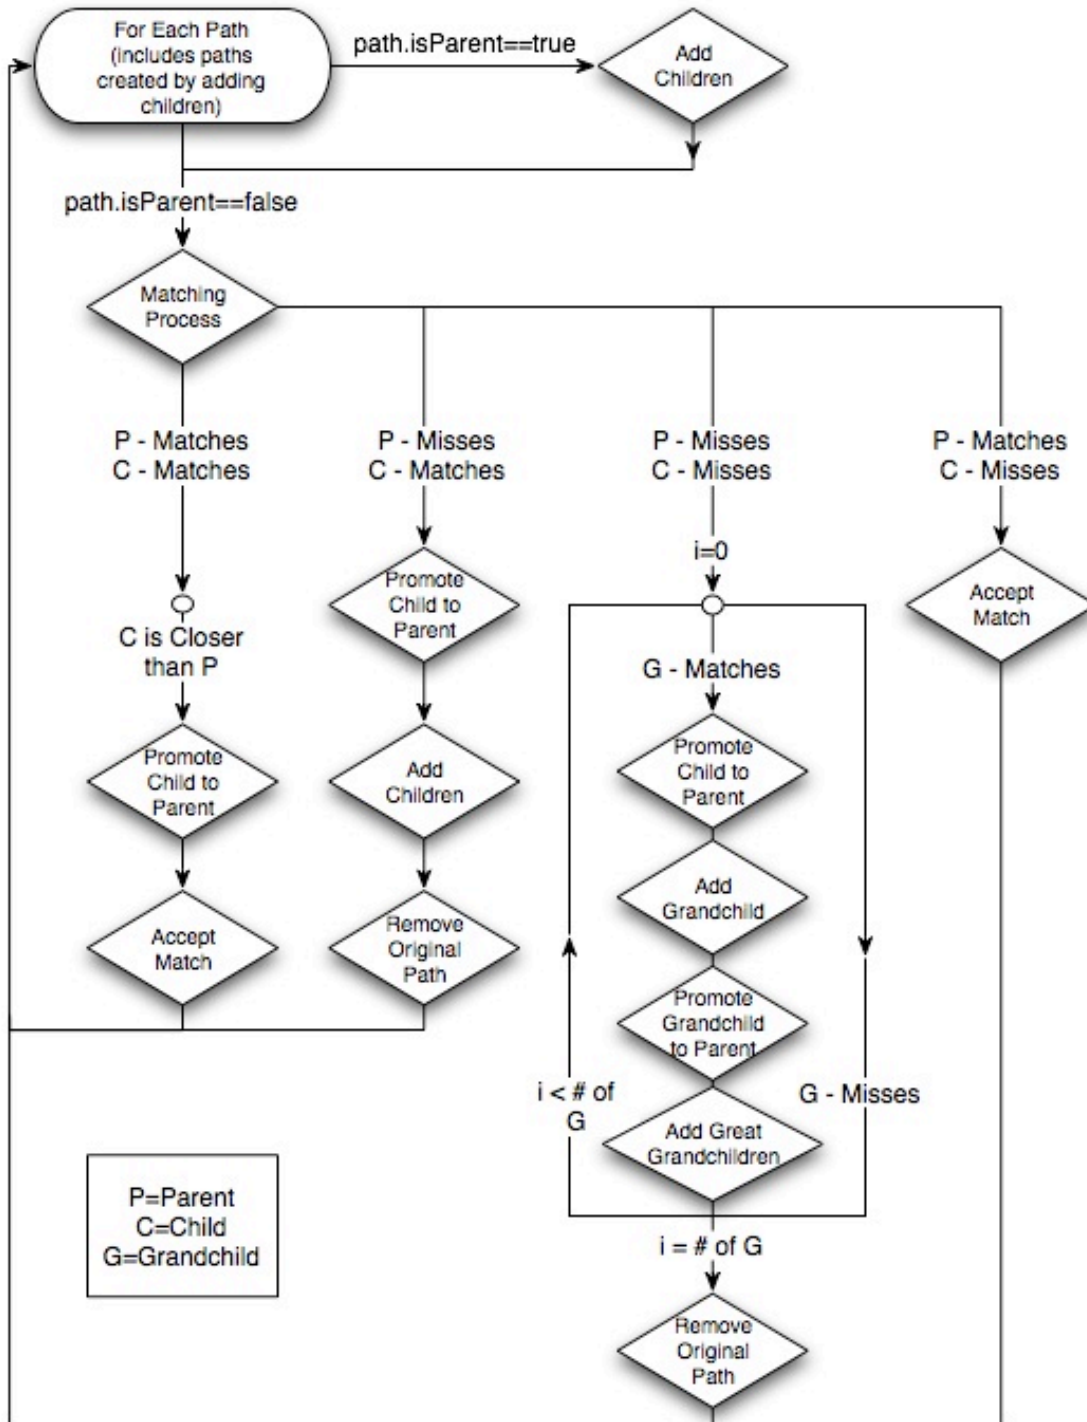 For Each Path
(includes paths
created by adding
children)
path.isParent==true
Add
Children
path.isParent==false
Matching
Process
P - Matches
C - Matches
P - Misses
C - Matches
P - Misses
C - Misses
P - Matches
C - Misses
i=0
C is Closer
than P
Promote
Child to
Parent
Accept
Match
Promote
Child to
Parent
Add
Children
Remove
Original
Path
G - Matches
Promote
Child to
Parent
Add
Grandchild
Promote
Grandchild
to Parent
Add Great
Grandchildren
i < # of
G
G - Misses
i = # of G
Remove
Original
Path
Accept
Match
P=Parent
C=Child
G=Grandchild